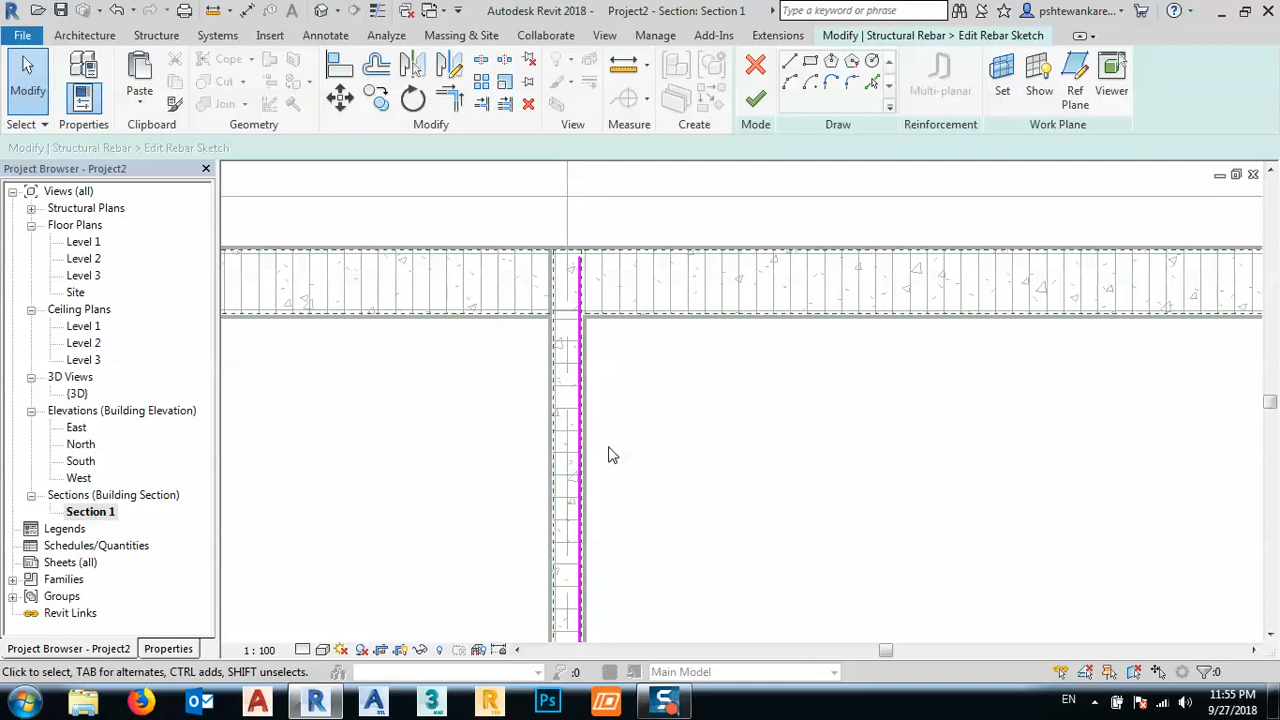 Autodesk Revit 2018 - Project2 - Section: Section 1
Type a keyword or phrase
pshtewankare...
File Architecture Structure Systems Insert Annotate Analyze Massing & Site Collaborate View Manage Add-Ins Extensions Modify | Structural Rebar > Edit Rebar Sketch
Modify Paste Cope Cut Join Multi-planar Set Show Ref Plane Viewer
Select Properties Clipboard Geometry Modify View Measure Create Mode Draw Reinforcement Work Plane
Modify | Structural Rebar > Edit Rebar Sketch
Project Browser - Project2
Views (all)
Structural Plans
Floor Plans
Level 1
Level 2
Level 3
Site
Ceiling Plans
Level 1
Level 2
Level 3
3D Views
{3D}
Elevations (Building Elevation)
East
North
South
West
Sections (Building Section)
Section 1
Legends
Schedules/Quantities
Sheets (all)
Families
Groups
Revit Links
Project Browser - Project2 Properties
1 : 100
Click to select, TAB for alternates, CTRL adds, SHIFT unselects.
:0
Main Model
:0
EN
11:55 PM
9/27/2018